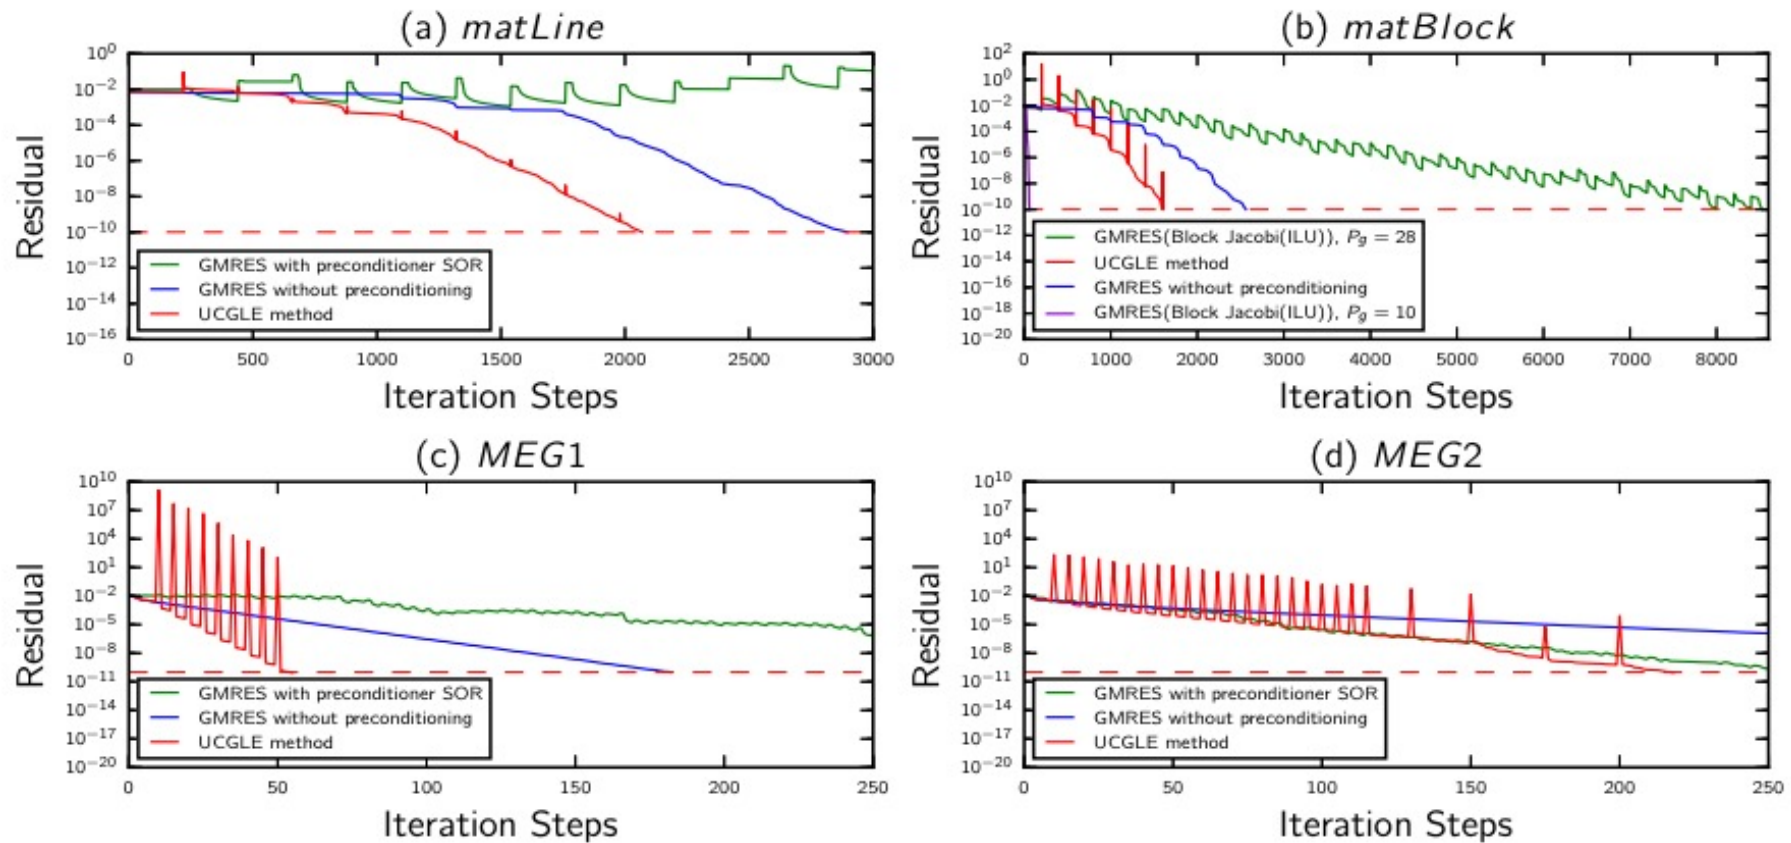 (a) matLine
10^0
10^-2
10^-4
10^-6
10^-8
10^-10
10^-12
10^-14
10^-16
Residual
GMRES with preconditioner SOR
GMRES without preconditioning
UCGLE method
0 500 1000 1500 2000 2500 3000
Iteration Steps
(b) matBlock
10^2
10^0
10^-2
10^-4
10^-6
10^-8
10^-10
10^-12
10^-14
10^-16
10^-18
10^-20
Residual
GMRES(Block Jacobi(ILU)), P_g = 28
UCGLE method
GMRES without preconditioning
GMRES(Block Jacobi(ILU)), P_g = 10
0 1000 2000 3000 4000 5000 6000 7000 8000
Iteration Steps
(c) MEG1
10^10
10^7
10^4
10^1
10^-2
10^-5
10^-8
10^-11
10^-14
10^-17
10^-20
Residual
GMRES with preconditioner SOR
GMRES without preconditioning
UCGLE method
0 50 100 150 200 250
Iteration Steps
(d) MEG2
10^10
10^7
10^4
10^1
10^-2
10^-5
10^-8
10^-11
10^-14
10^-17
10^-20
Residual
GMRES with preconditioner SOR
GMRES without preconditioning
UCGLE method
0 50 100 150 200 250
Iteration Steps